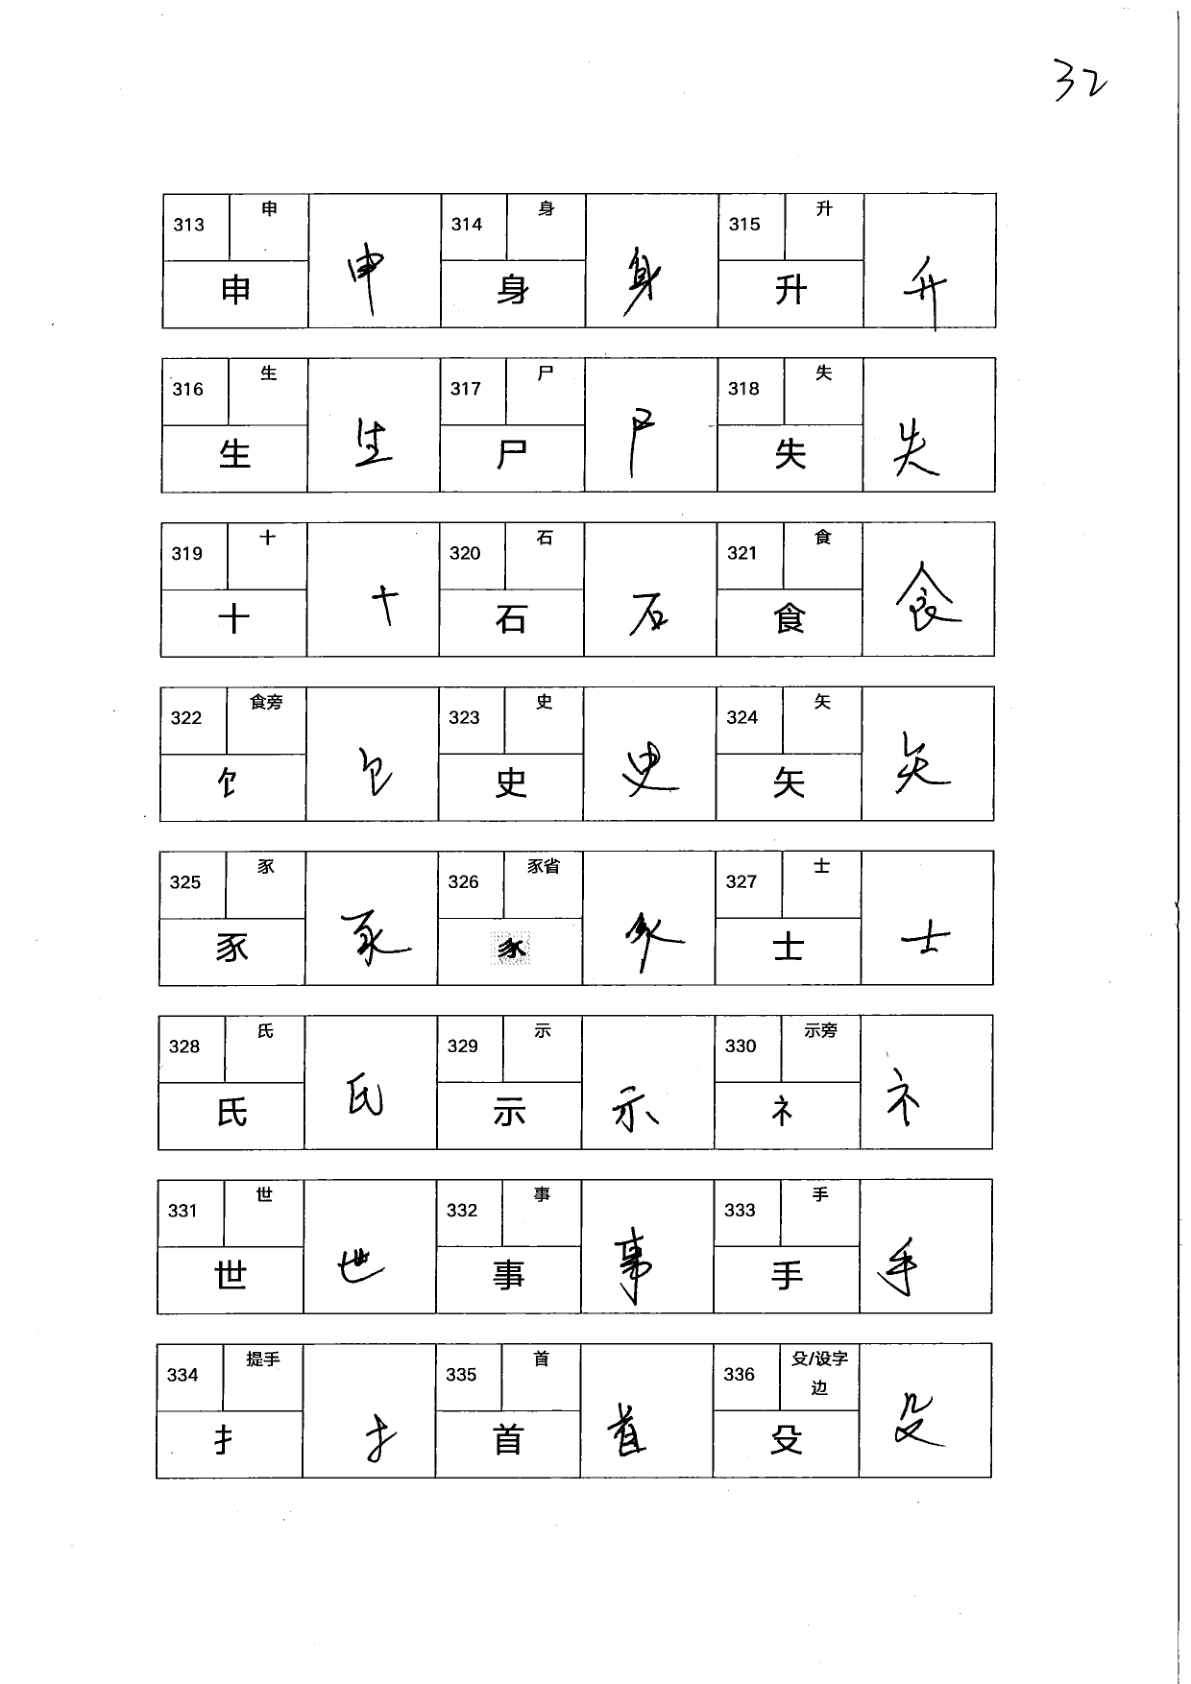 32
313 申 申 申 314 身 身 身 315 升 升 升
316 生 生 生 317 尸 尸 尸 318 失 失 失
319 十 十 十 320 石 石 石 321 食 食 食
322 食旁 饣 饣 323 史 史 史 324 矢 矢 矢
325 豕 豕 豕 326 豕省 327 士 士 士
328 氏 氏 氏 329 示 示 示 330 示旁 礻 礻
331 世 世 世 332 事 事 事 333 手 手 手
334 提手 扌 扌 335 首 首 首 336 殳/设字
边
殳 殳